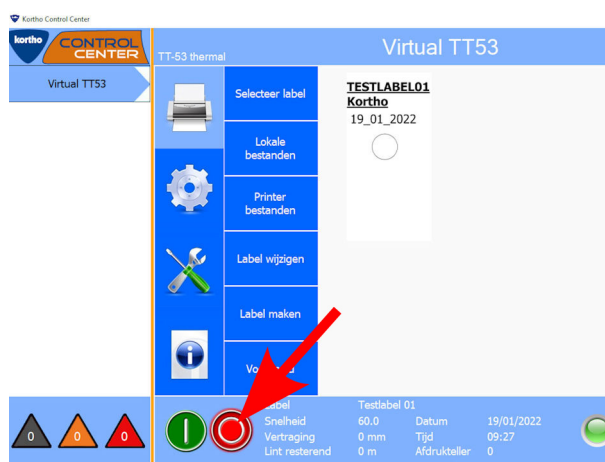 Kortho Control Center
kortho
CONTROL
CENTER
TT-53 thermal
Virtual TT53
Virtual TT53
Selecteer label
Lokale
bestanden
Printer
bestanden
Label wijzigen
Label maken
TESTLABEL01
Kortho
19_01_2022
0
0
0
Label Testlabel 01
Snelheid 60.0 Datum 19/01/2022
Vertraging 0 mm Tijd 09:27
Lint resterend 0 m Afdrukteller 0